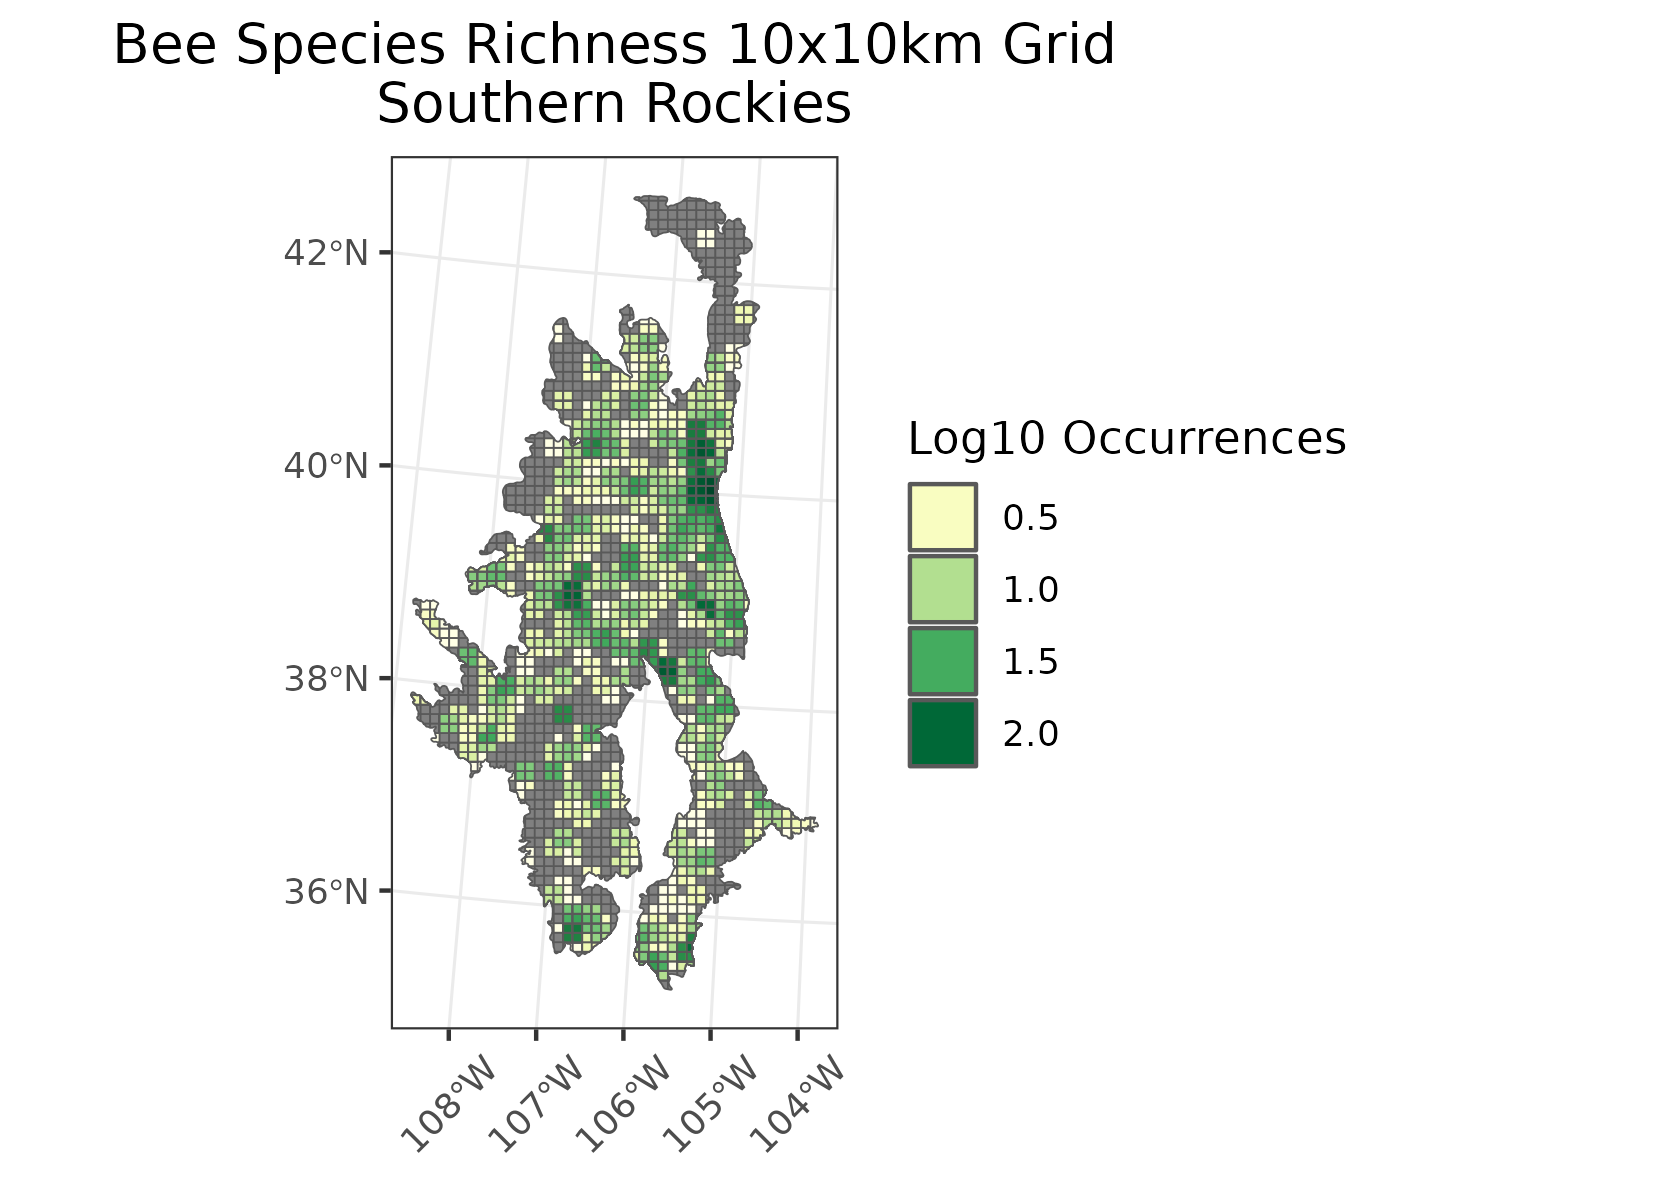 Bee Species Richness 10x10km Grid
Southern Rockies
42°N
40°N
38°N
36°N
108°W
107°W
106°W
105°W
104°W
Log10 Occurrences
0.5
1.0
1.5
2.0